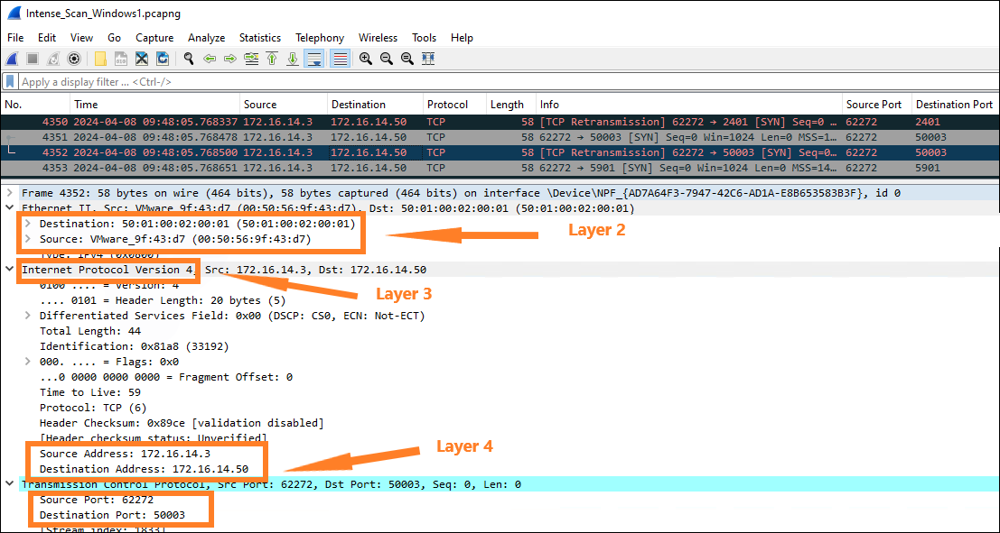 Intense_Scan_Windows1.pcapng
File Edit View Go Capture Analyze Statistics Telephony Wireless Tools Help
Apply a display filter ... <Ctrl-/>
No. Time Source Destination Protocol Length Info Source Port Destination Port
4350 2024-04-08 09:48:05.768337 172.16.14.3 172.16.14.50 TCP 58 [TCP Retransmission] 62272 → 2401 [SYN] Seq=0 … 62272 2401
4351 2024-04-08 09:48:05.768478 172.16.14.3 172.16.14.50 TCP 58 62272 → 50003 [SYN] Seq=0 Win=1024 Len=0 MSS=1… 62272 50003
4352 2024-04-08 09:48:05.768500 172.16.14.3 172.16.14.50 TCP 58 [TCP Retransmission] 62272 → 50003 [SYN] Seq=0… 62272 50003
4353 2024-04-08 09:48:05.768651 172.16.14.3 172.16.14.50 TCP 58 62272 → 5901 [SYN] Seq=0 Win=1024 Len=0 MSS=14… 62272 5901
Frame 4352: 58 bytes on wire (464 bits), 58 bytes captured (464 bits) on interface \Device\NPF_{AD7A64F3-7947-42C6-AD1A-E8B653583B3F}, id 0
Ethernet II, Src: VMware_9f:43:d7 (00:50:56:9f:43:d7), Dst: 50:01:00:02:00:01 (50:01:00:02:00:01)
Destination: 50:01:00:02:00:01 (50:01:00:02:00:01)
Layer 2
Source: VMware_9f:43:d7 (00:50:56:9f:43:d7)
Type: IPv4 (0x0800)
Internet Protocol Version 4, Src: 172.16.14.3, Dst: 172.16.14.50
0100 .... = Version: 4
Layer 3
.... 0101 = Header Length: 20 bytes (5)
Differentiated Services Field: 0x00 (DSCP: CS0, ECN: Not-ECT)
Total Length: 44
Identification: 0x81a8 (33192)
000. .... = Flags: 0x0
...0 0000 0000 0000 = Fragment Offset: 0
Time to Live: 59
Protocol: TCP (6)
Header Checksum: 0x89ce [validation disabled]
[Header checksum status: Unverified]
Layer 4
Source Address: 172.16.14.3
Destination Address: 172.16.14.50
Transmission Control Protocol, Src Port: 62272, Dst Port: 50003, Seq: 0, Len: 0
Source Port: 62272
Destination Port: 50003
[Stream index: 1833]